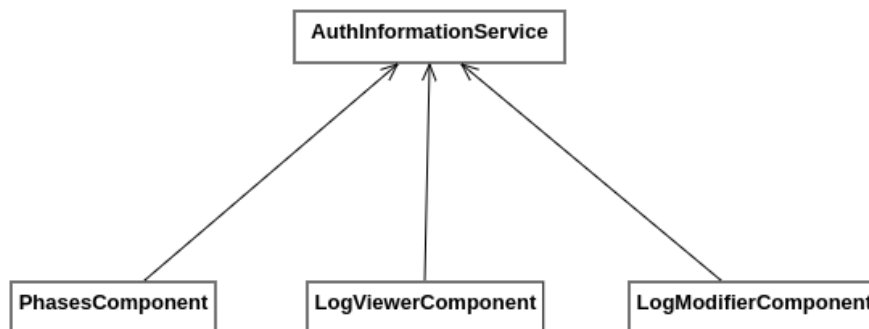 AuthInformationService
PhasesComponent
LogViewerComponent
LogModifierComponent